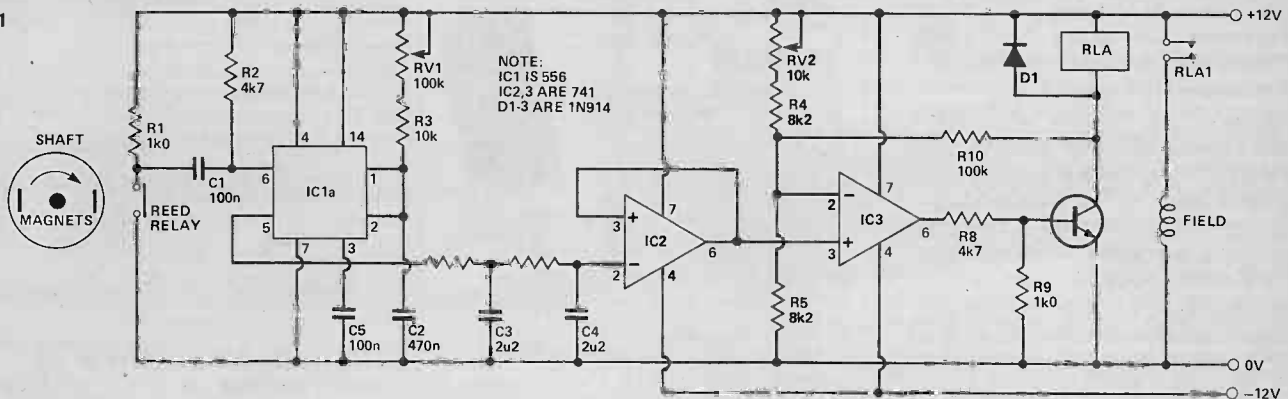 1
SHAFT
MAGNETS
R1
1k0
REED
RELAY
C1
100n
R2
4k7
4
14
6
1
IC1a
5
2
7
3
C5
100n
RV1
100k
R3
10k
C2
470n
NOTE:
IC1 IS 556
IC2,3 ARE 741
D1-3 ARE 1N914
C3
2u2
C4
2u2
+
3
7
IC2
6
-
2
4
RV2
10k
R4
8k2
R5
8k2
-
2
7
IC3
6
+
3
4
R10
100k
R8
4k7
R9
1k0
D1
RLA
RLA1
FIELD
+12V
0V
-12V